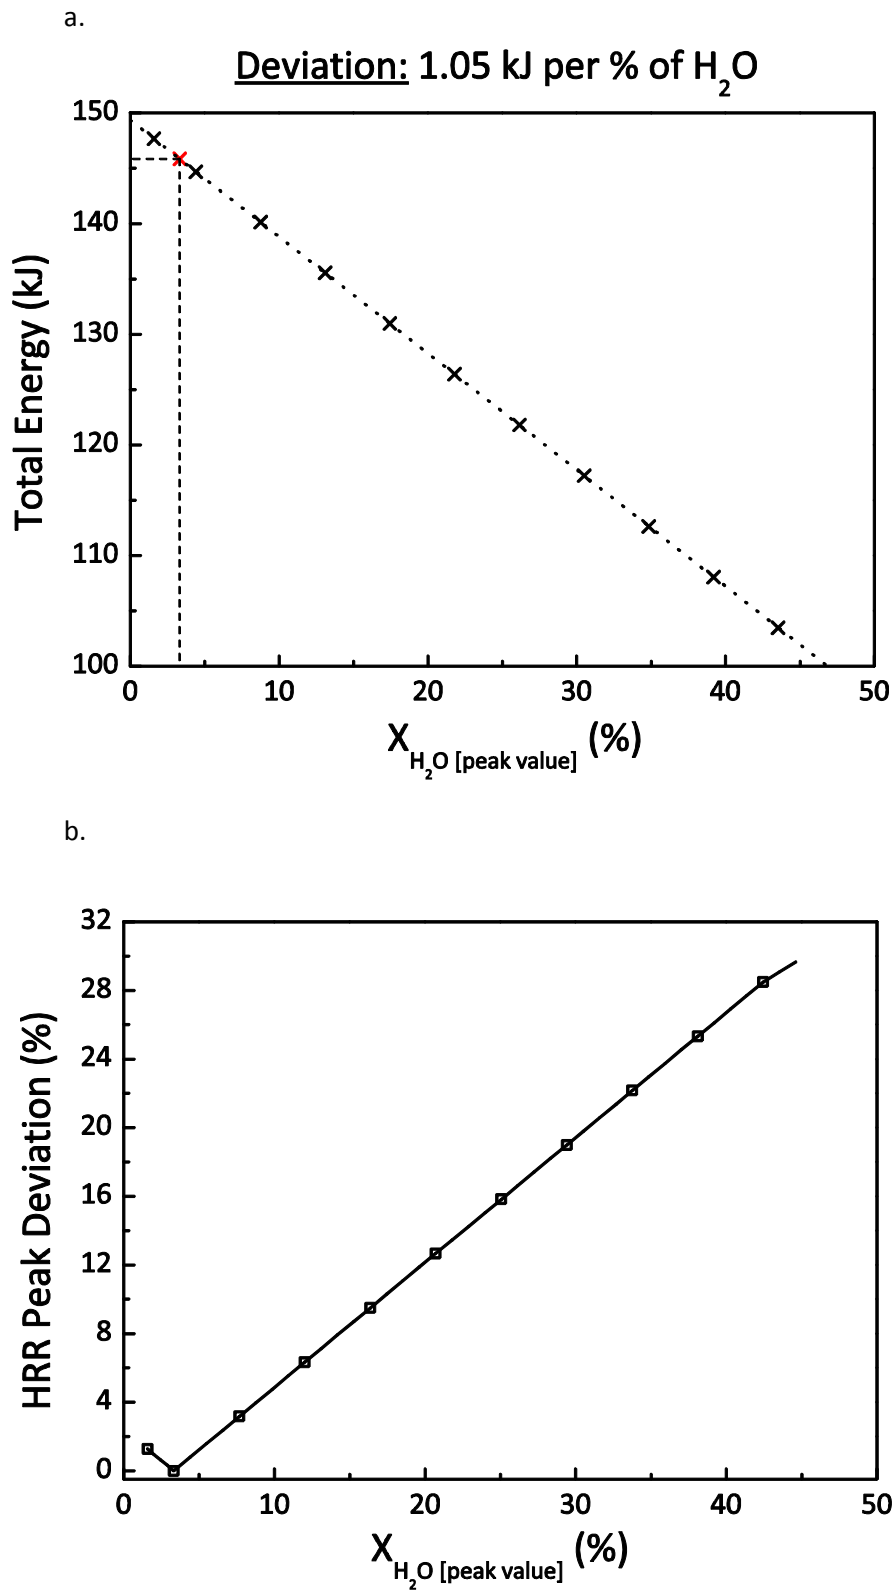 a.
Deviation: 1.05 kJ per % of H₂O
150
140
130
120
110
100
Total Energy (kJ)
0 10 20 30 40 50
X H₂O [peak value] (%)
b.
32
28
24
20
16
12
8
4
0
HRR Peak Deviation (%)
0 10 20 30 40 50
X H₂O [peak value] (%)